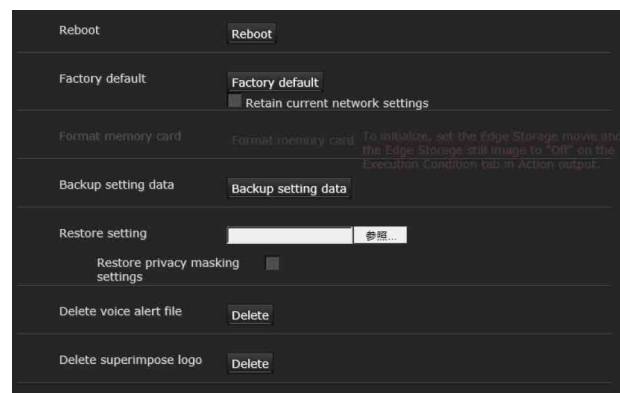 Reboot Reboot
Factory default Factory default
Retain current network settings
Format memory card Format memory card To initialize, set the Edge Storage movie and
the Edge Storage still image to "Off" on the
Execution Condition tab in Action output.
Backup setting data Backup setting data
Restore setting 参照...
Restore privacy masking
settings
Delete voice alert file Delete
Delete superimpose logo Delete